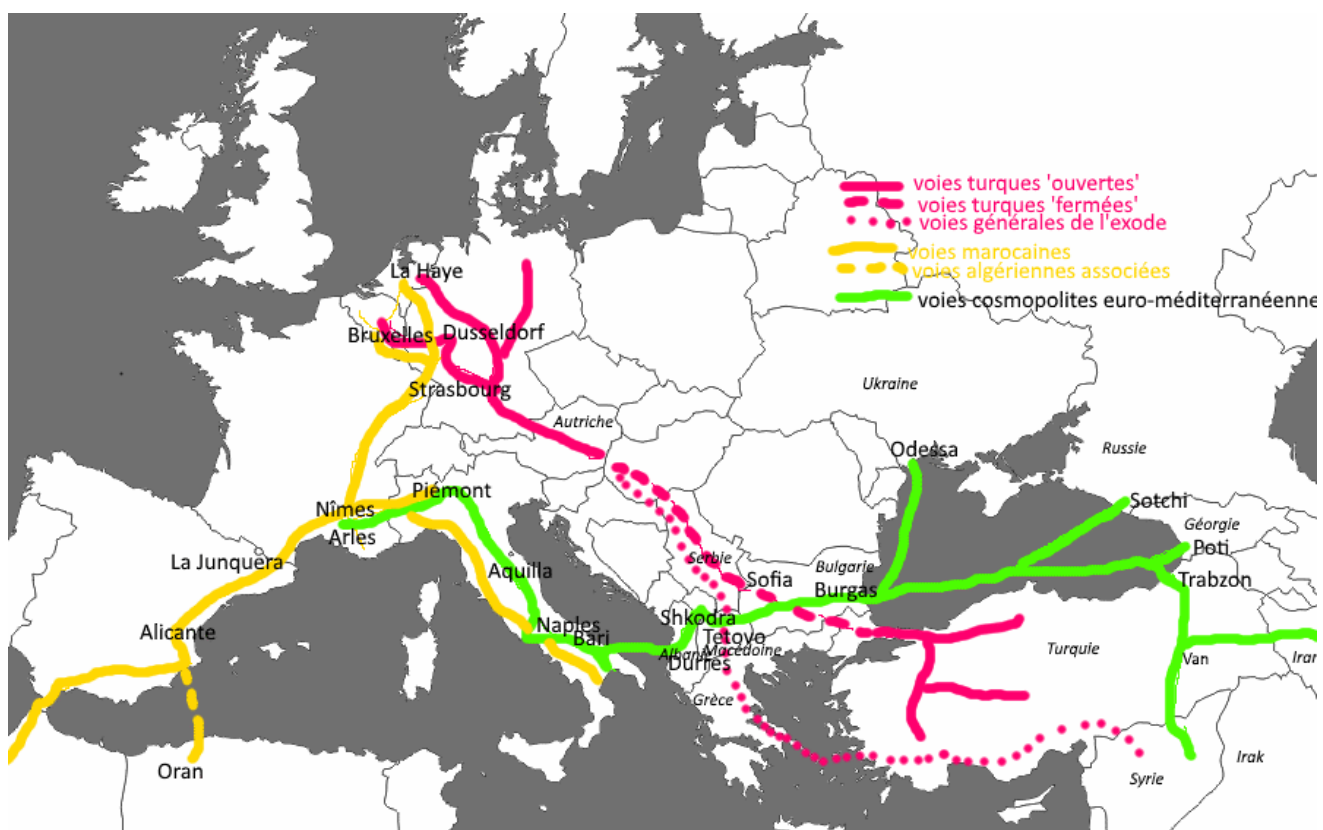 voies turques 'ouvertes'
voies turques 'fermées'
voies générales de l'exode
voies marocaines
voies algériennes associées
voies cosmopolites euro-méditerranéenne
La Haye
Bruxelles
Dusseldorf
Strasbourg
Ukraine
Autriche
Odessa
Russie
Piémont
Sotchi
Nîmes
Géorgie
Arles
Poti
La Junquera
Serbie
Bulgarie
Aquilla
Sofia
Burgas
Trabzon
Shkodra
Alicante
Naples
Tetovo
Bari
Turquie
Albanie
Macédoine
Durrës
Van
Iran
Grèce
Oran
Syrie
Irak